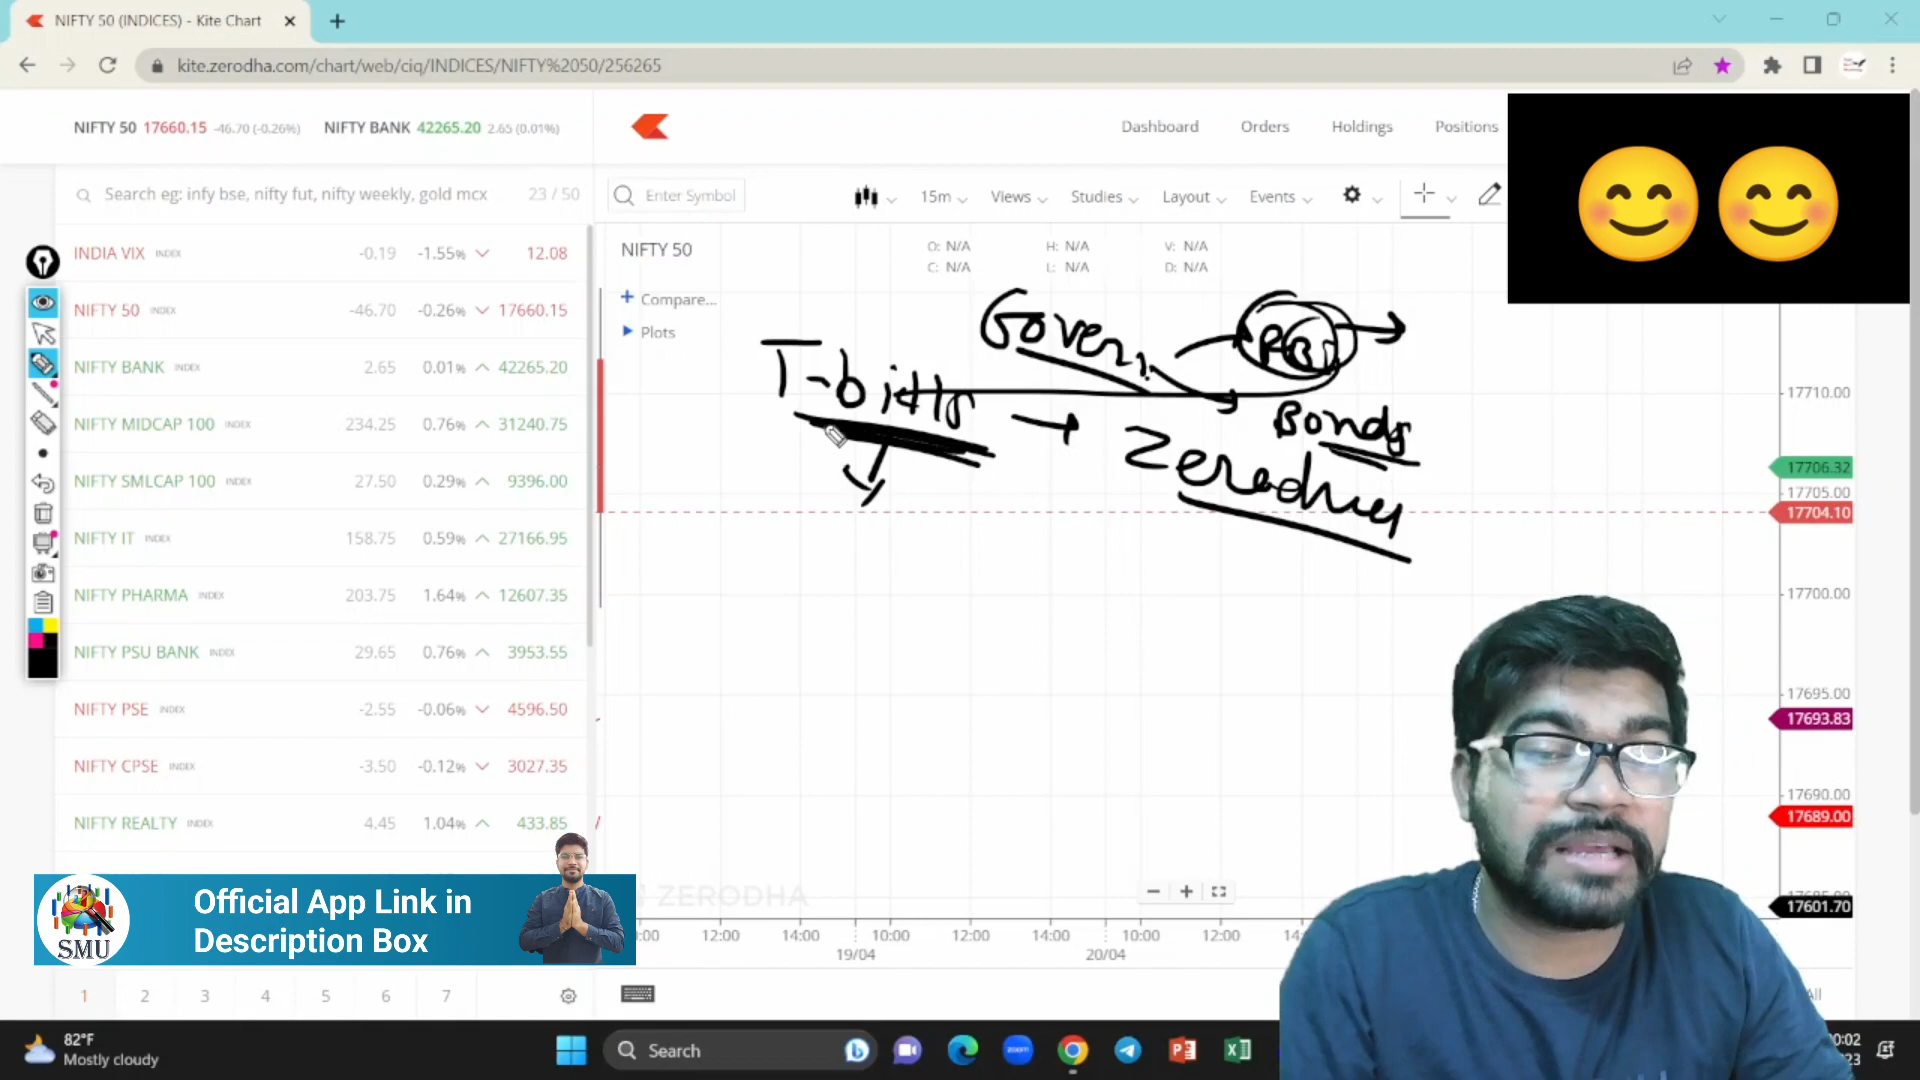 NIFTY 50 (INDICES) - Kite Chart
kite.zerodha.com/chart/web/ciq/INDICES/NIFTY%2050/256265
NIFTY 50 17660.15 -46.70 (-0.26%) NIFTY BANK 42265.20 2.65 (0.01%)
Dashboard Orders Holdings Positions
Search eg: infy bse, nifty fut, nifty weekly, gold mcx 23 / 50
Enter Symbol 15m Views Studies Layout Events
INDIA VIX INDEX -0.19 -1.55% 12.08
NIFTY 50 INDEX -46.70 -0.26% 17660.15
NIFTY BANK INDEX 2.65 0.01% 42265.20
NIFTY MIDCAP 100 INDEX 234.25 0.76% 31240.75
NIFTY SMLCAP 100 INDEX 27.50 0.29% 9396.00
NIFTY IT INDEX 158.75 0.59% 27166.95
NIFTY PHARMA INDEX 203.75 1.64% 12607.35
NIFTY PSU BANK INDEX 29.65 0.76% 3953.55
NIFTY PSE INDEX -2.55 -0.06% 4596.50
NIFTY CPSE INDEX -3.50 -0.12% 3027.35
NIFTY REALTY INDEX 4.45 1.04% 433.85
NIFTY 50
O: N/A H: N/A V: N/A
C: N/A L: N/A D: N/A
Compare...
Plots
Govern
RBI
T-bills
Bonds
Zerodha
17710.00
17706.32
17705.00
17704.10
17700.00
17695.00
17693.83
17690.00
17689.00
17601.70
ZERODHA
12:00 14:00 10:00 12:00 14:00 10:00 12:00
19/04 20/04
SMU
Official App Link in
Description Box
1 2 3 4 5 6 7
82°F
Mostly cloudy
Search
zoom